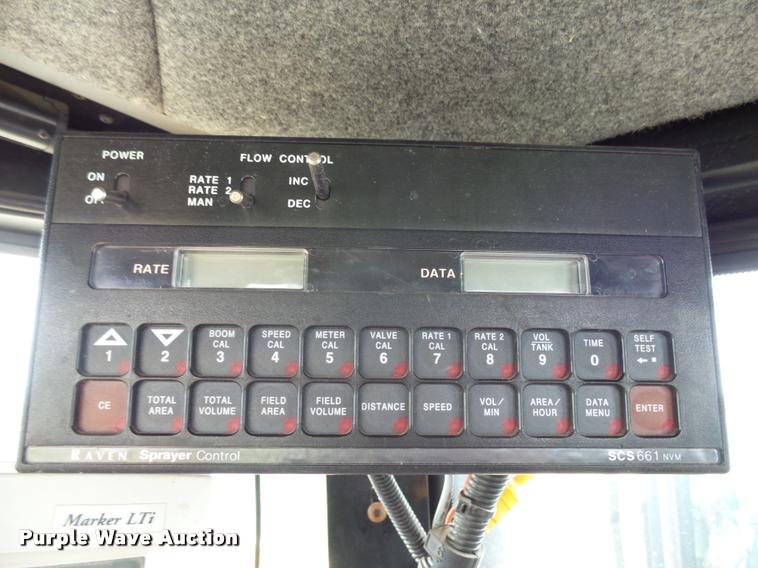 POWER
FLOW CONTROL
ON
RATE 1
INC
RATE 2
OFF
MAN
DEC
RATE
DATA
1
2
BOOM CAL 3
SPEED CAL 4
METER CAL 5
VALVE CAL 6
RATE 1 CAL 7
RATE 2 CAL 8
VOL TANK 9
TIME 0
SELF TEST
CE
TOTAL AREA
TOTAL VOLUME
FIELD AREA
FIELD VOLUME
DISTANCE
SPEED
VOL/ MIN
AREA/ HOUR
DATA MENU
ENTER
RAVEN Sprayer Control
SCS661 NVM
Marker LTi
Purple Wave Auction